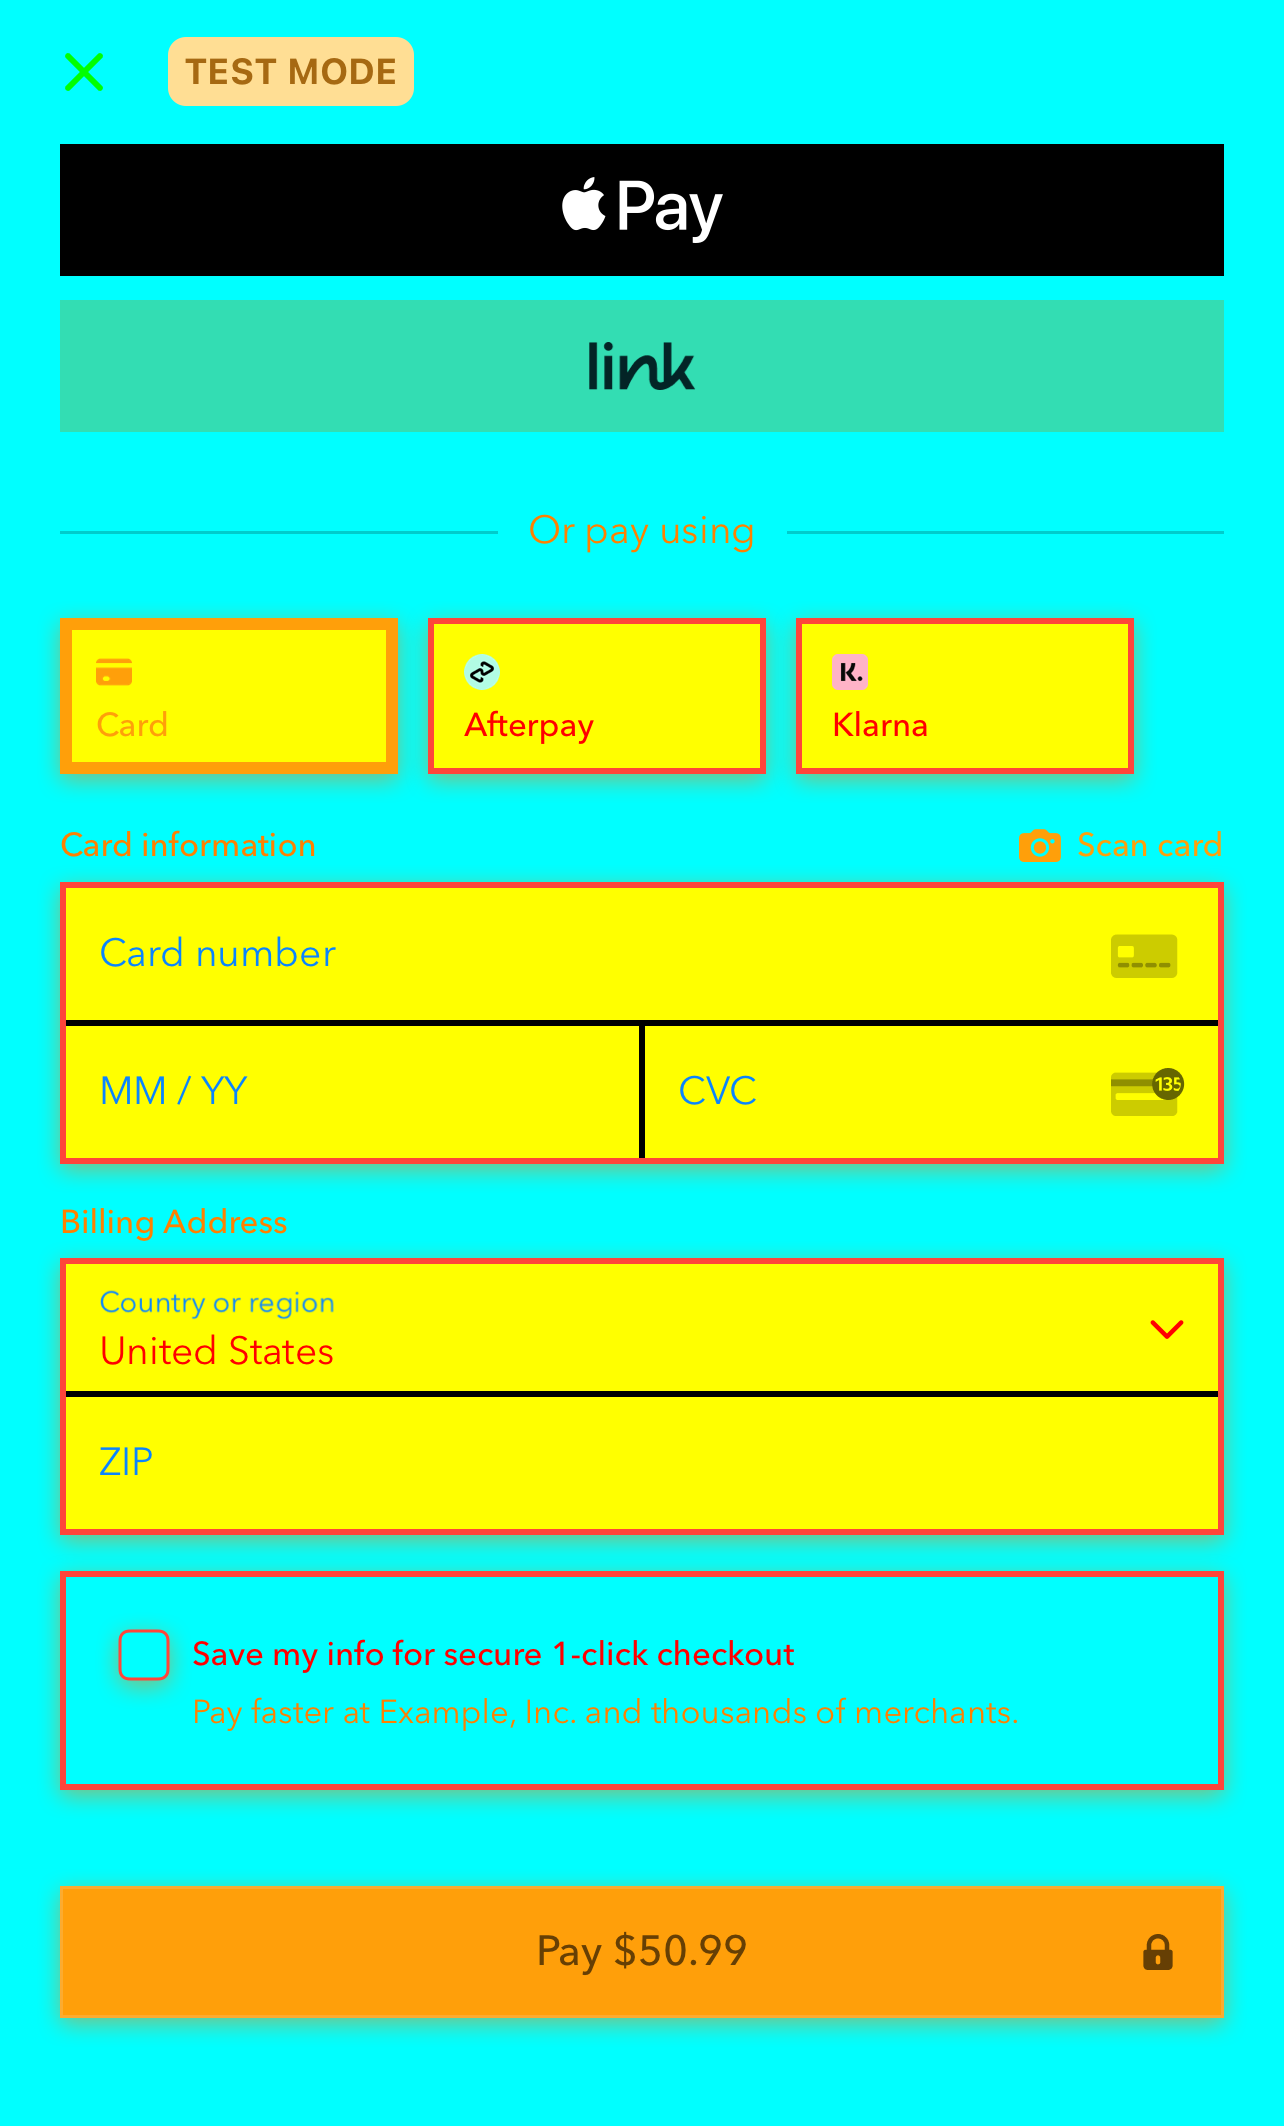 TEST MODE
Pay
link
Or pay using
Card
Afterpay
K.
Klarna
Card information
Scan card
Card number
MM / YY
CVC
135
Billing Address
Country or region
United States
ZIP
Save my info for secure 1-click checkout
Pay faster at Example, Inc. and thousands of merchants.
Pay $50.99